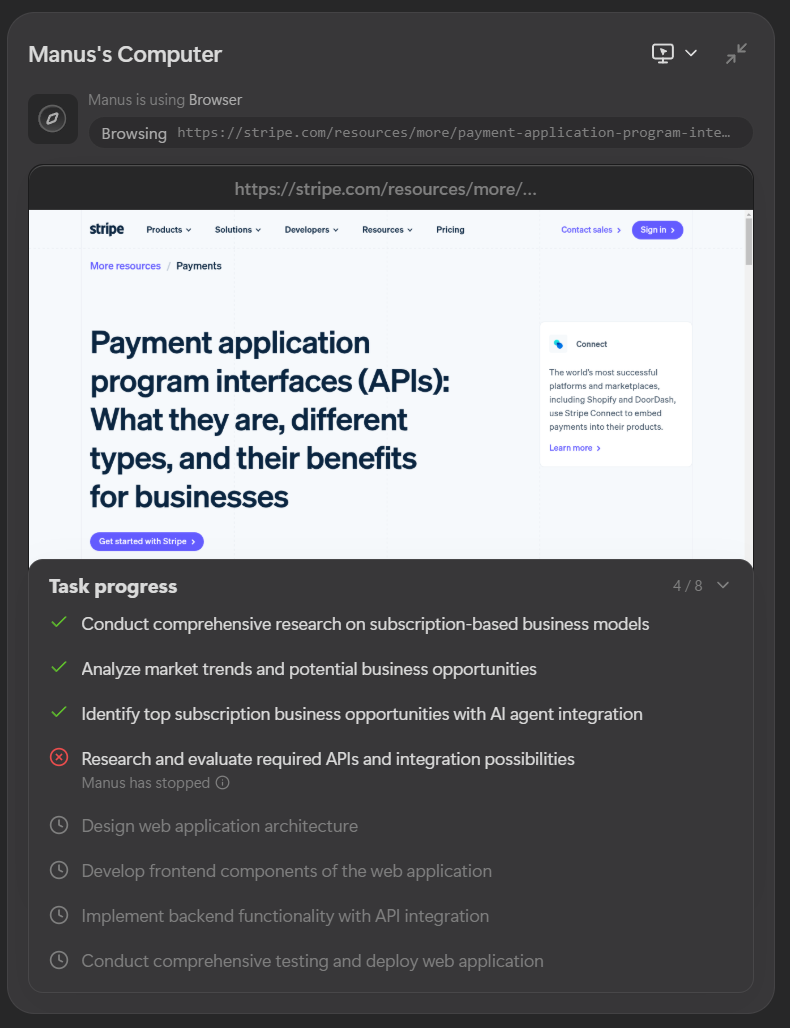 Manus's Computer
Manus is using Browser
Browsing https://stripe.com/resources/more/payment-application-program-inte…
https://stripe.com/resources/more/...
stripe Products Solutions Developers Resources Pricing Contact sales Sign in
More resources / Payments
Payment application
program interfaces (APIs):
What they are, different
types, and their benefits
for businesses
Get started with Stripe
Connect
The world's most successful
platforms and marketplaces,
including Shopify and DoorDash,
use Stripe Connect to embed
payments into their products.
Learn more
Task progress 4 / 8
Conduct comprehensive research on subscription-based business models
Analyze market trends and potential business opportunities
Identify top subscription business opportunities with AI agent integration
Research and evaluate required APIs and integration possibilities
Manus has stopped
Design web application architecture
Develop frontend components of the web application
Implement backend functionality with API integration
Conduct comprehensive testing and deploy web application